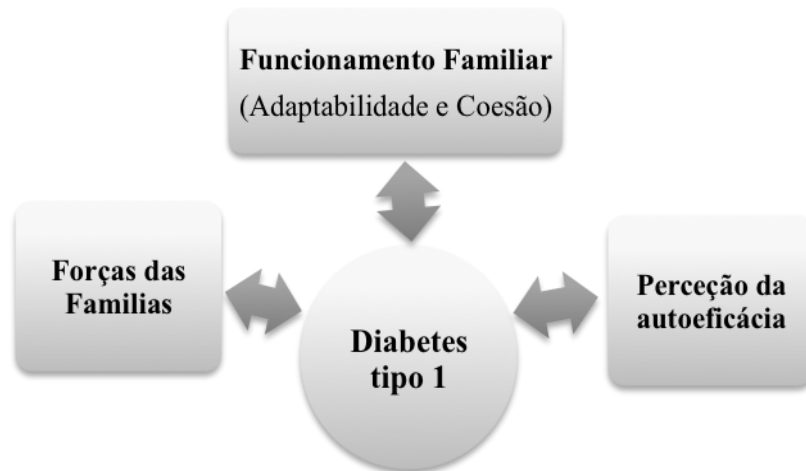 Funcionamento Familiar
(Adaptabilidade e Coesão)
Forças das
Familias
Diabetes
tipo 1
Perceção da
autoeficácia